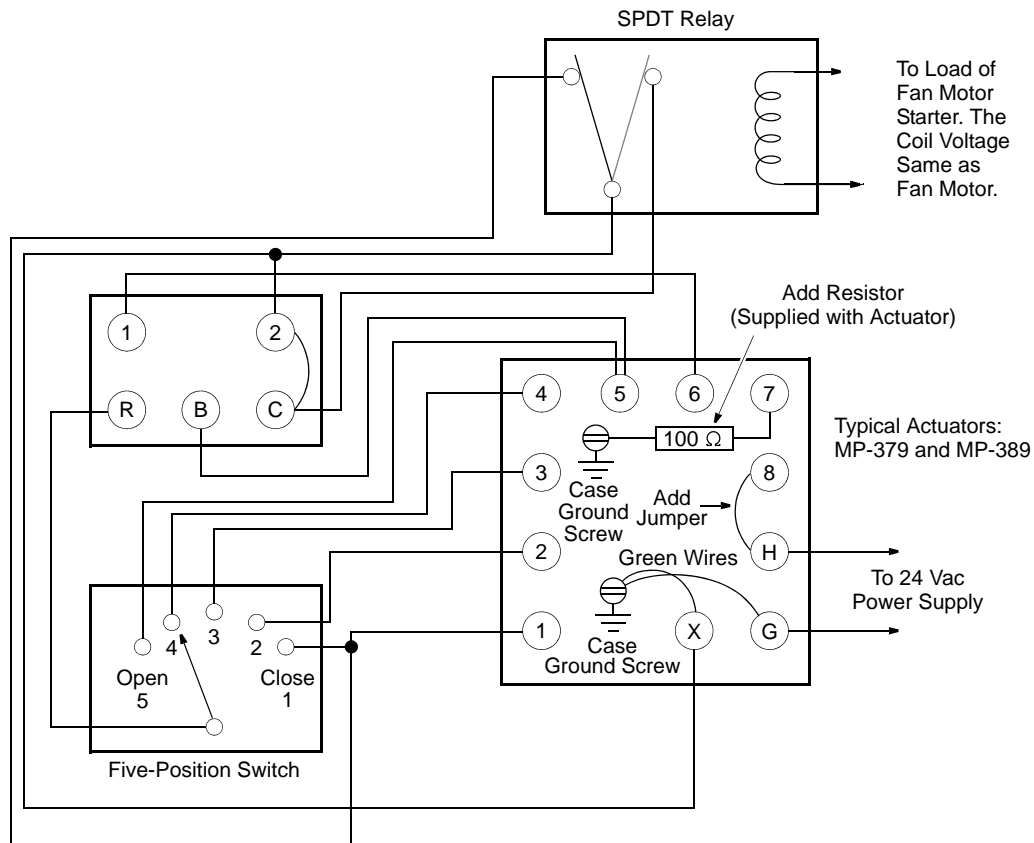 SPDT Relay
To Load of
Fan Motor
Starter. The
Coil Voltage
Same as
Fan Motor.
1
2
R
B
C
Add Resistor
(Supplied with Actuator)
4
5
6
7
100 Ω
Typical Actuators:
MP-379 and MP-389
3
Case
Ground
Screw
Add
Jumper
8
2
Green Wires
H
To 24 Vac
Power Supply
1
Case
Ground Screw
X
G
4
3
2
Open
5
Close
1
Five-Position Switch